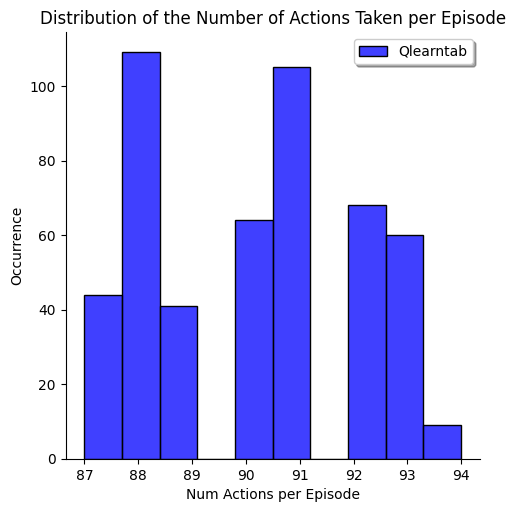 Distribution of the Number of Actions Taken per Episode
Qlearntab
100
80
60
40
20
0
Occurrence
87 88 89 90 91 92 93 94
Num Actions per Episode